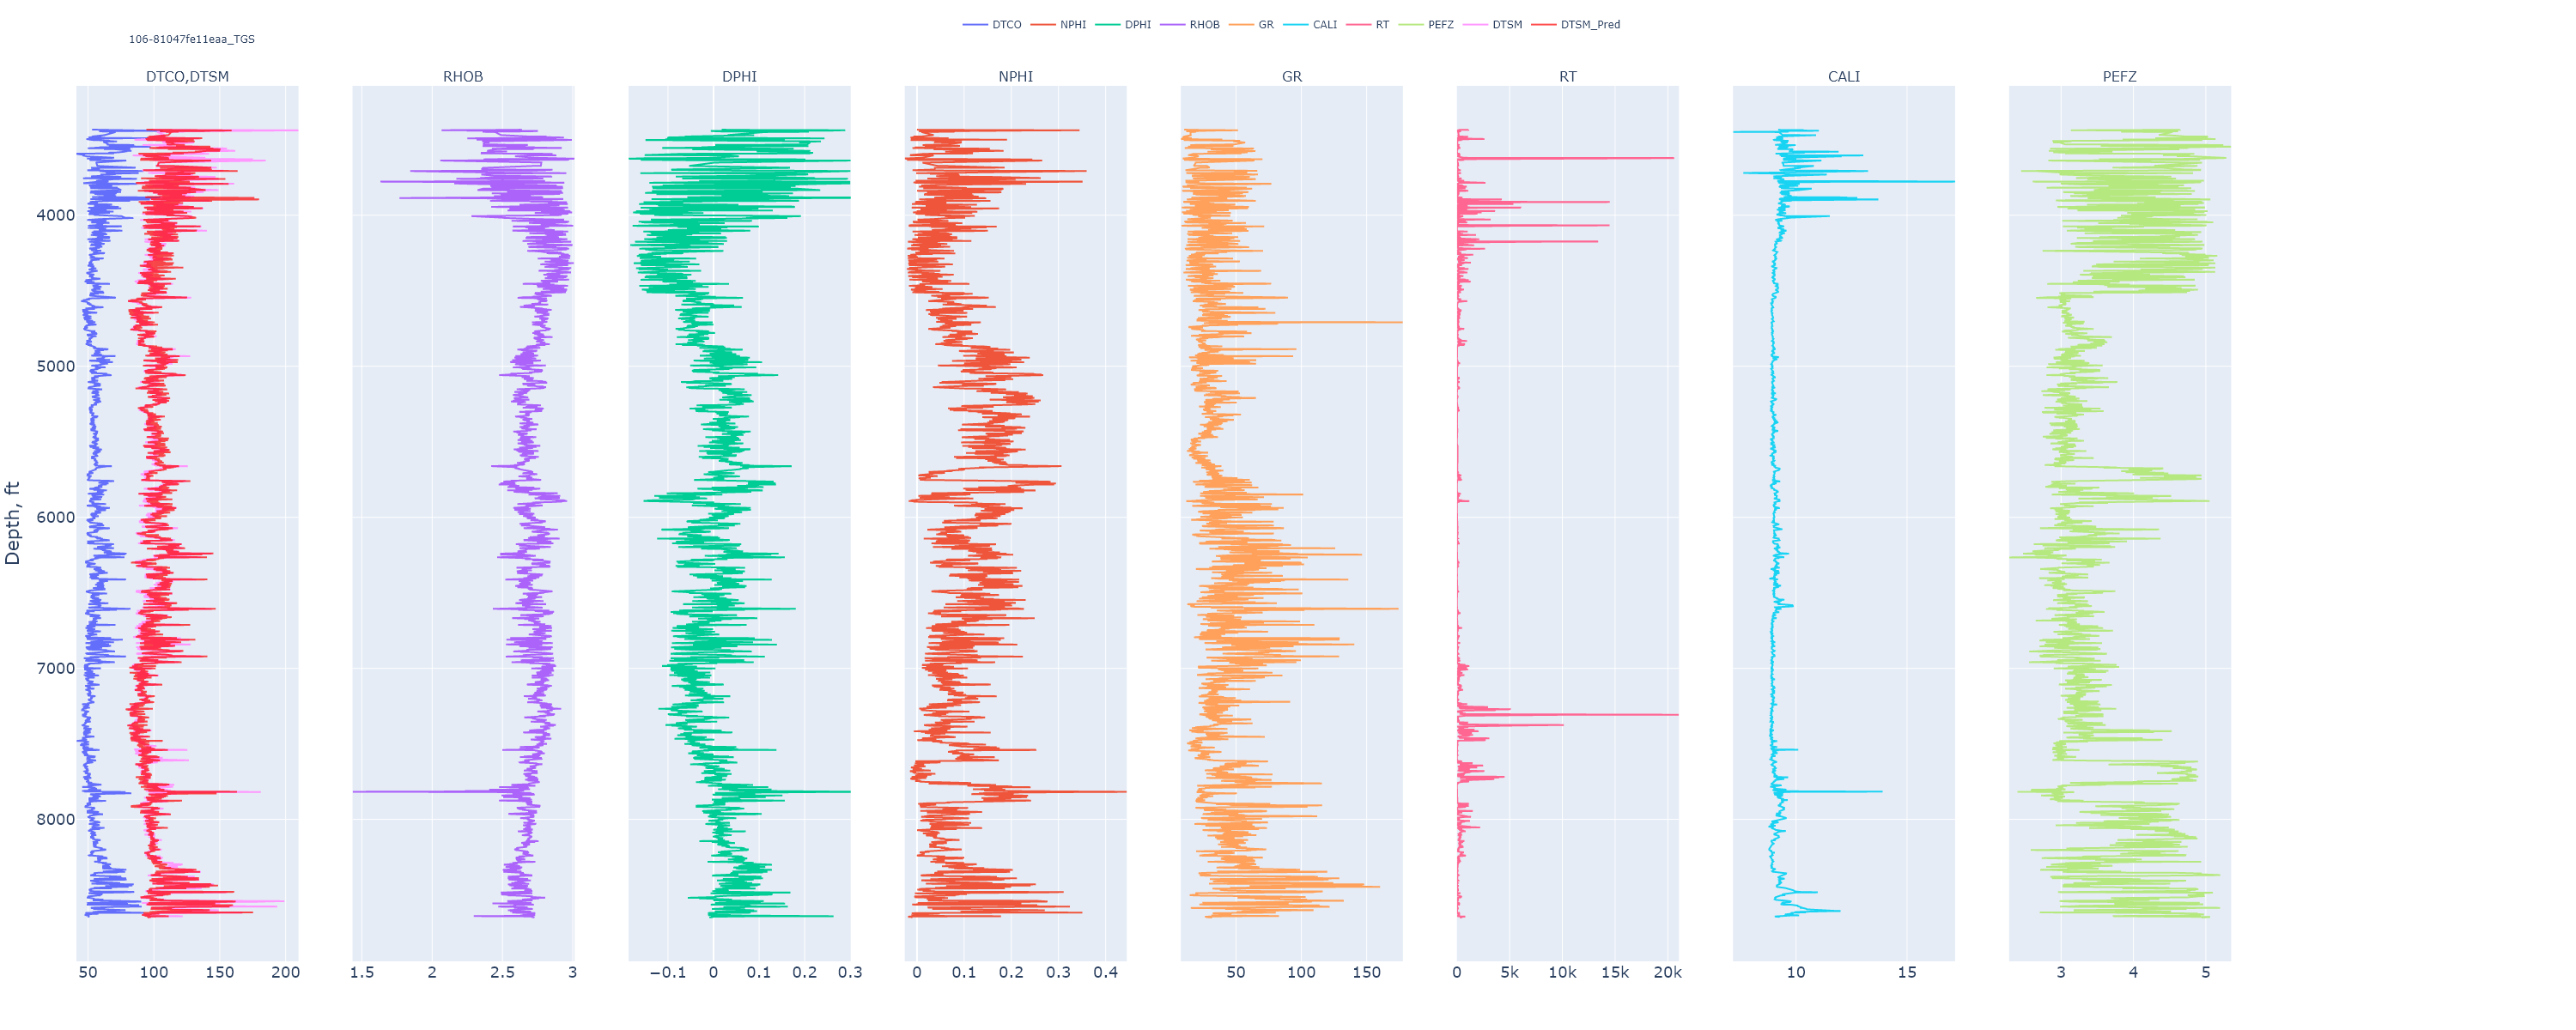 DTCO NPHI DPHI RHOB GR CALI RT PEFZ DTSM DTSM_Pred
106-81047fe11eaa_TGS
DTCO,DTSM RHOB DPHI NPHI GR RT CALI PEFZ
Depth, ft
4000
5000
6000
7000
8000
50 100 150 200 1.5 2 2.5 3 −0.1 0 0.1 0.2 0.3 0 0.1 0.2 0.3 0.4 50 100 150 0 5k 10k 15k 20k 10 15 3 4 5